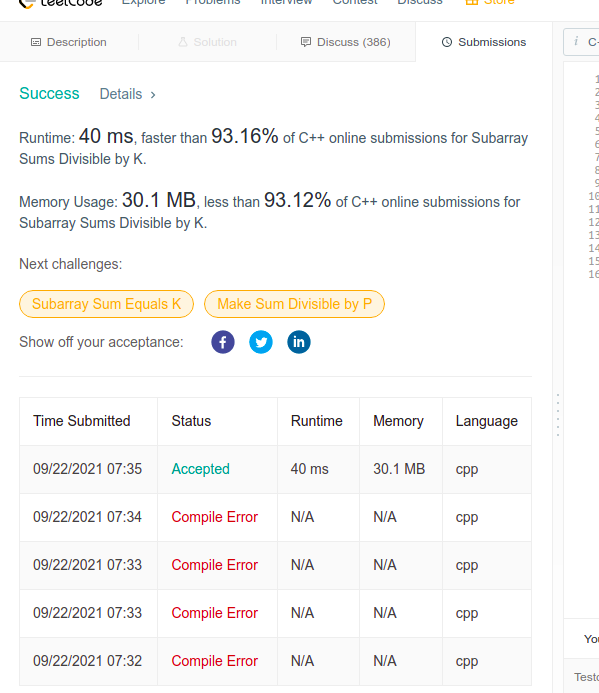 LeetCode Explore Problems Interview Contest Discuss Store
Description Solution Discuss (386) Submissions
i C
Success Details >
Runtime: 40 ms, faster than 93.16% of C++ online submissions for Subarray
Sums Divisible by K.
Memory Usage: 30.1 MB, less than 93.12% of C++ online submissions for
Subarray Sums Divisible by K.
Next challenges:
Subarray Sum Equals K Make Sum Divisible by P
Show off your acceptance: f in
Time Submitted Status Runtime Memory Language
09/22/2021 07:35 Accepted 40 ms 30.1 MB cpp
09/22/2021 07:34 Compile Error N/A N/A cpp
09/22/2021 07:33 Compile Error N/A N/A cpp
09/22/2021 07:33 Compile Error N/A N/A cpp
09/22/2021 07:32 Compile Error N/A N/A cpp
1
2
3
4
5
6
7
8
9
10
11
12
13
14
15
16
You
Testc